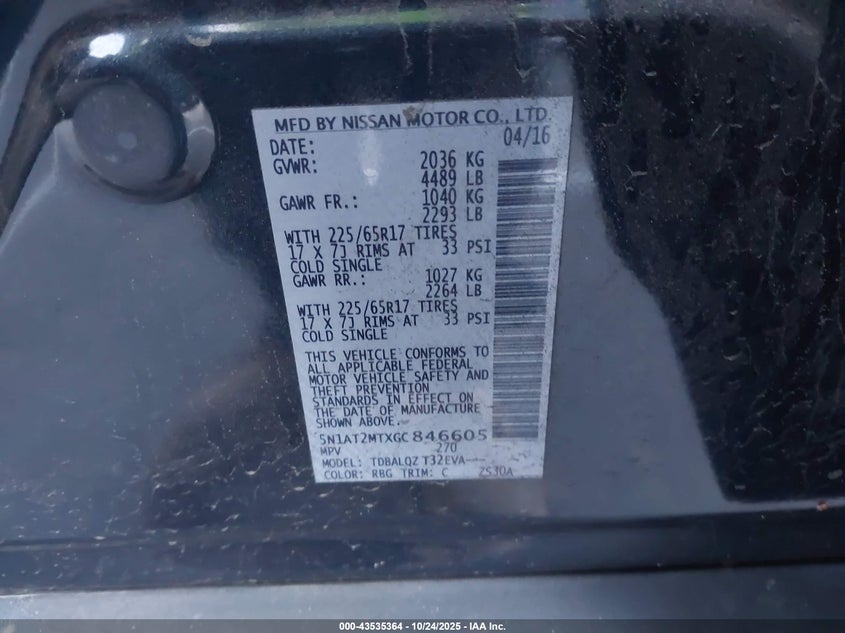 MFD BY NISSAN MOTOR CO., LTD.
DATE: 04/16
GVWR: 2036 KG
4489 LB
GAWR FR.: 1040 KG
2293 LB
WITH 225/65R17 TIRES
17 X 7J RIMS AT 33 PSI
COLD SINGLE
GAWR RR.: 1027 KG
2264 LB
WITH 225/65R17 TIRES
17 X 7J RIMS AT 33 PSI
COLD SINGLE
THIS VEHICLE CONFORMS TO
ALL APPLICABLE FEDERAL
MOTOR VEHICLE SAFETY AND
THEFT PREVENTION
STANDARDS IN EFFECT ON
THE DATE OF MANUFACTURE
SHOWN ABOVE.
5N1AT2MTXGC846605
MPV 270
MODEL: TDBALQZ T32EVA---
COLOR: RBG TRIM: C ZS30A
000-43535364 • 10/24/2025 • IAA Inc.